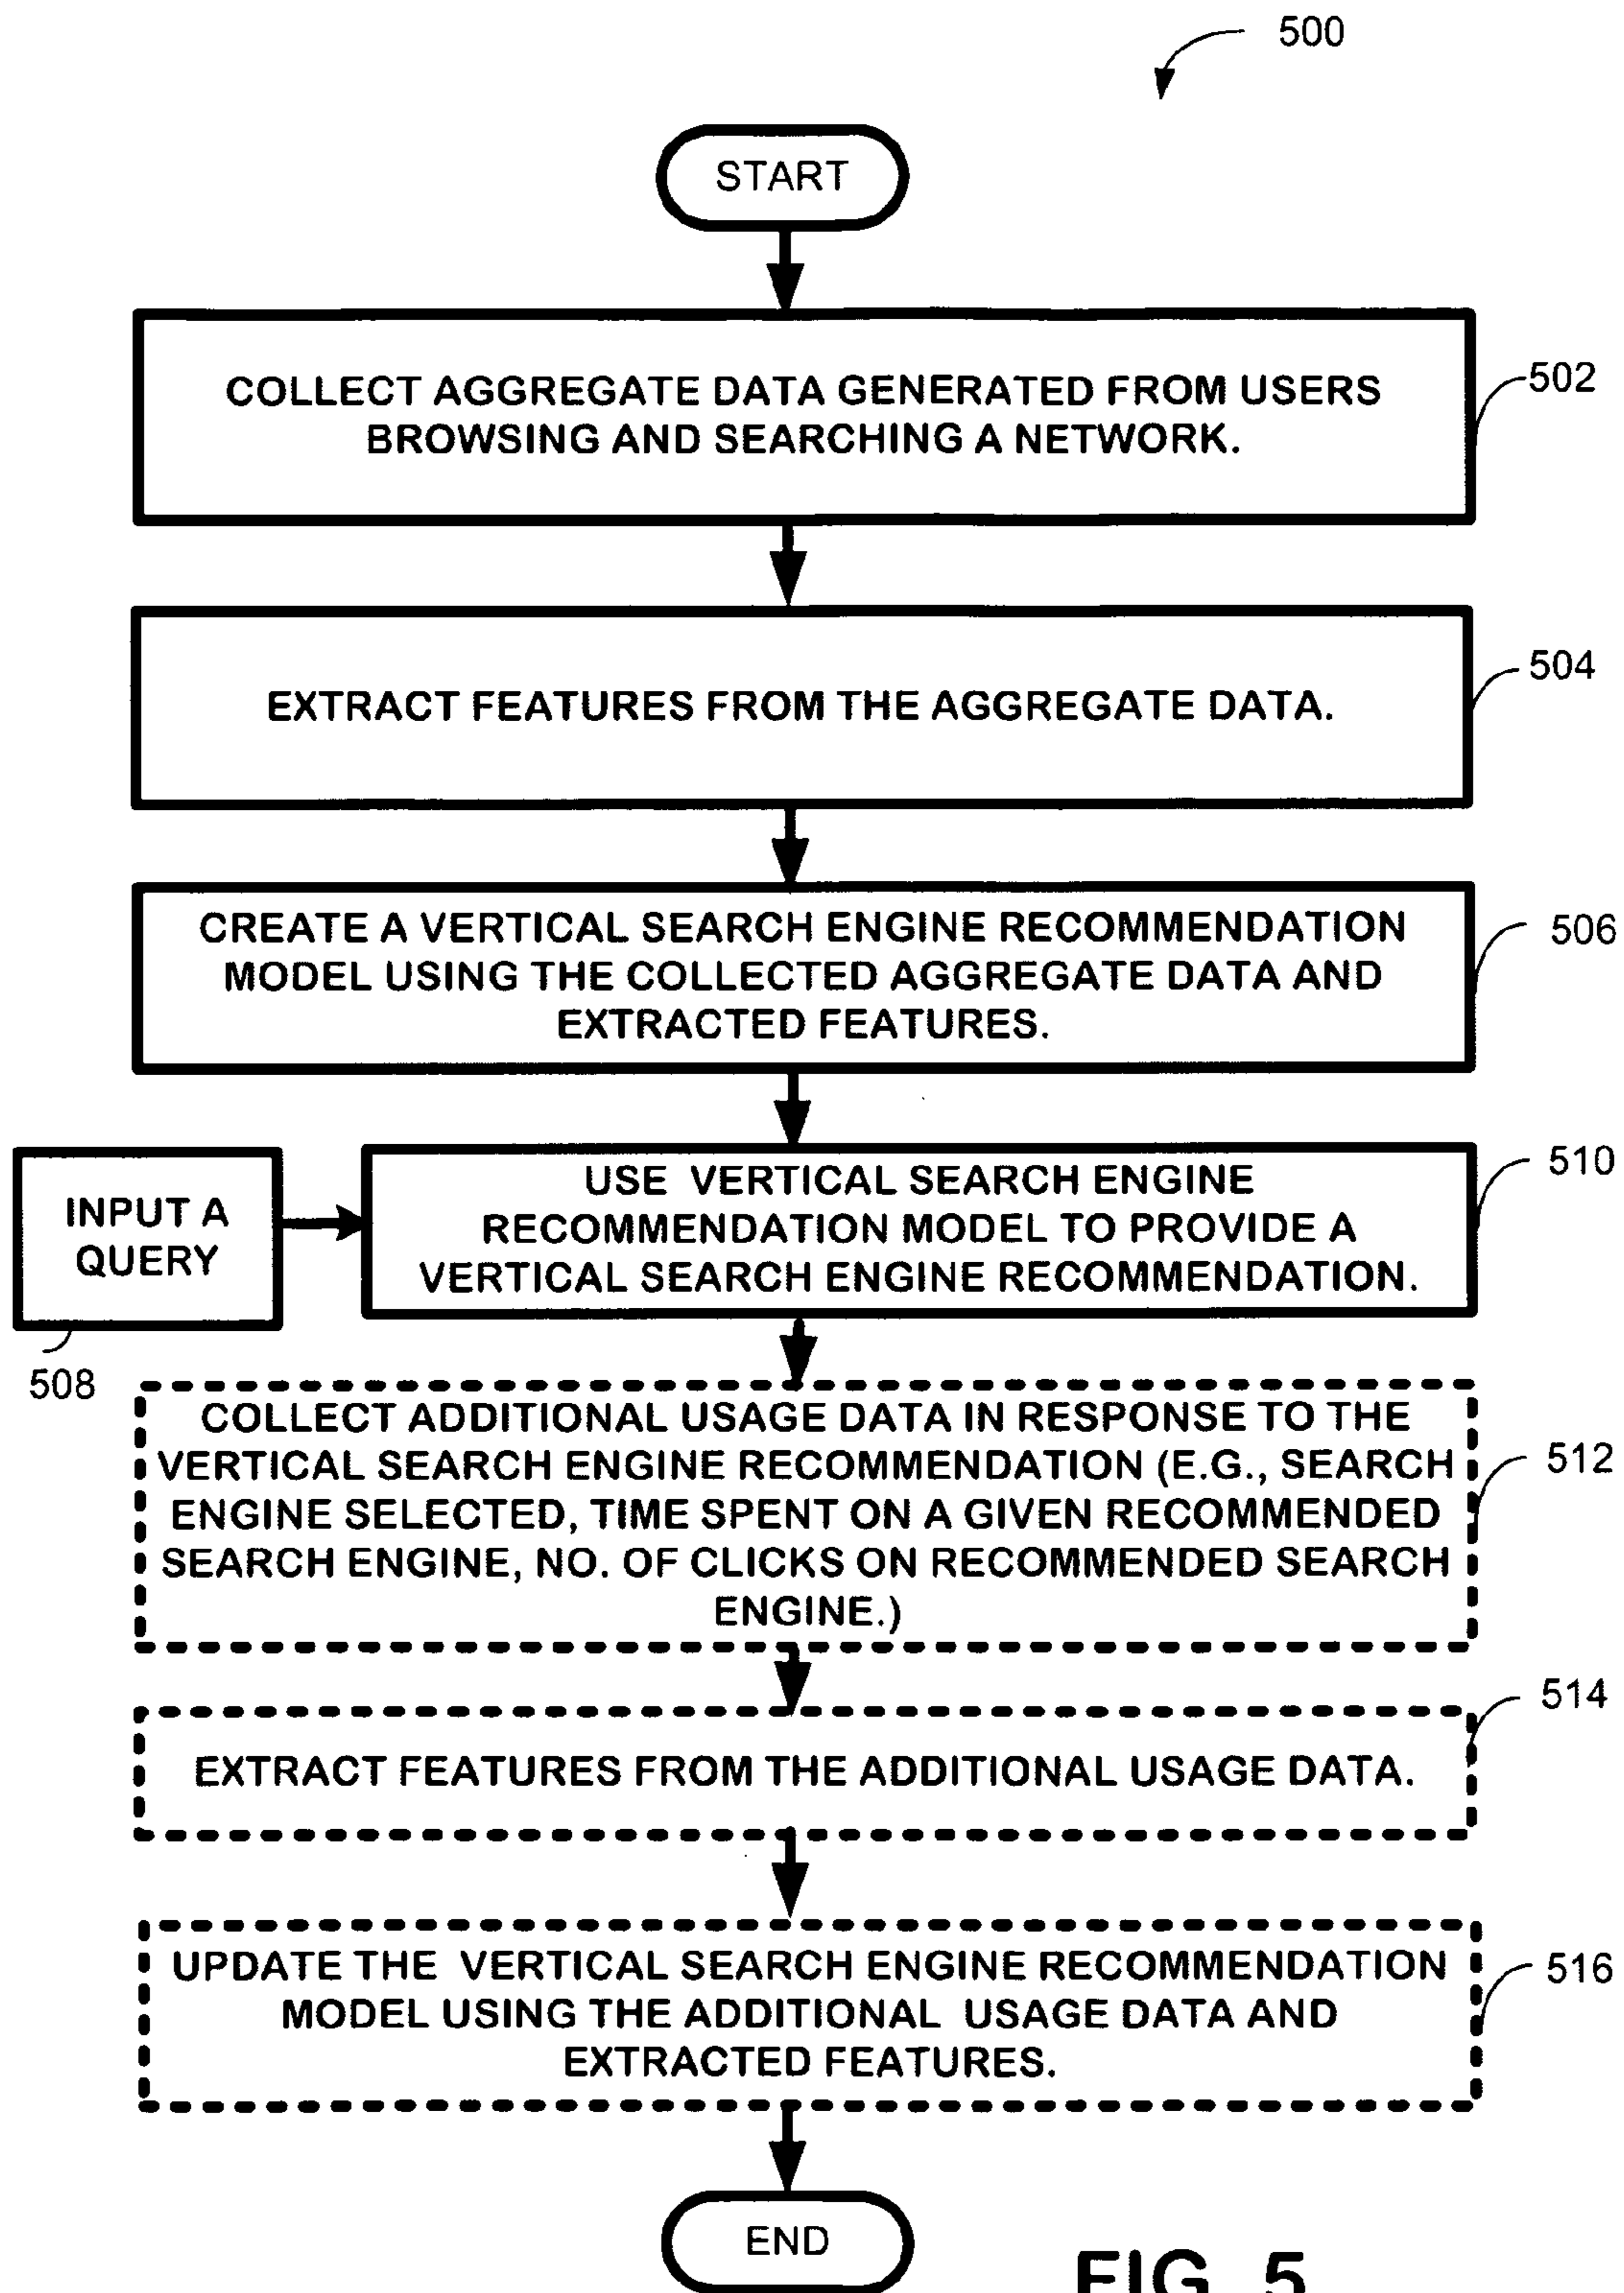 500
START
COLLECT AGGREGATE DATA GENERATED FROM USERS
BROWSING AND SEARCHING A NETWORK.
502
EXTRACT FEATURES FROM THE AGGREGATE DATA.
504
CREATE A VERTICAL SEARCH ENGINE RECOMMENDATION
MODEL USING THE COLLECTED AGGREGATE DATA AND
EXTRACTED FEATURES.
506
INPUT A
QUERY
508
USE VERTICAL SEARCH ENGINE
RECOMMENDATION MODEL TO PROVIDE A
VERTICAL SEARCH ENGINE RECOMMENDATION.
510
COLLECT ADDITIONAL USAGE DATA IN RESPONSE TO THE
VERTICAL SEARCH ENGINE RECOMMENDATION (E.G., SEARCH
ENGINE SELECTED, TIME SPENT ON A GIVEN RECOMMENDED
SEARCH ENGINE, NO. OF CLICKS ON RECOMMENDED SEARCH
ENGINE.)
512
EXTRACT FEATURES FROM THE ADDITIONAL USAGE DATA.
514
UPDATE THE VERTICAL SEARCH ENGINE RECOMMENDATION
MODEL USING THE ADDITIONAL USAGE DATA AND
EXTRACTED FEATURES.
516
END
FIG. 5